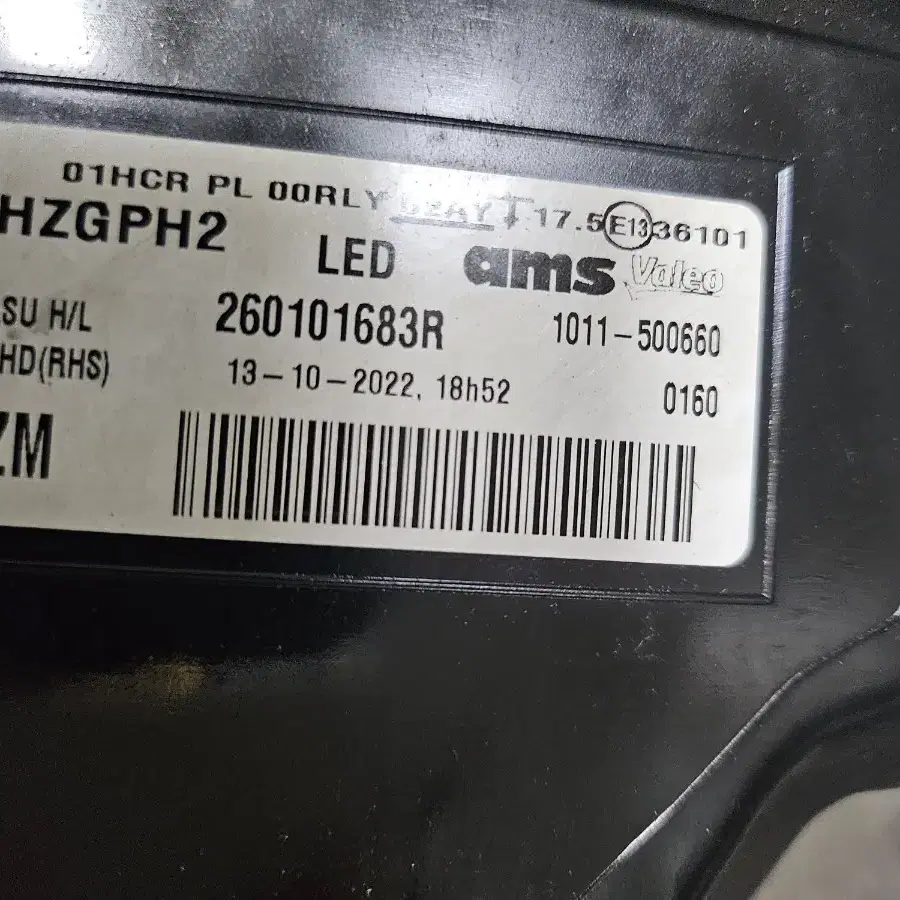 01HCR PL 00RLY 17.5 E13 36101
HZGPH2 LED ams Valeo
SU H/L 260101683R 1011-500660
HD(RHS) 13-10-2022, 18h52 0160
ZM